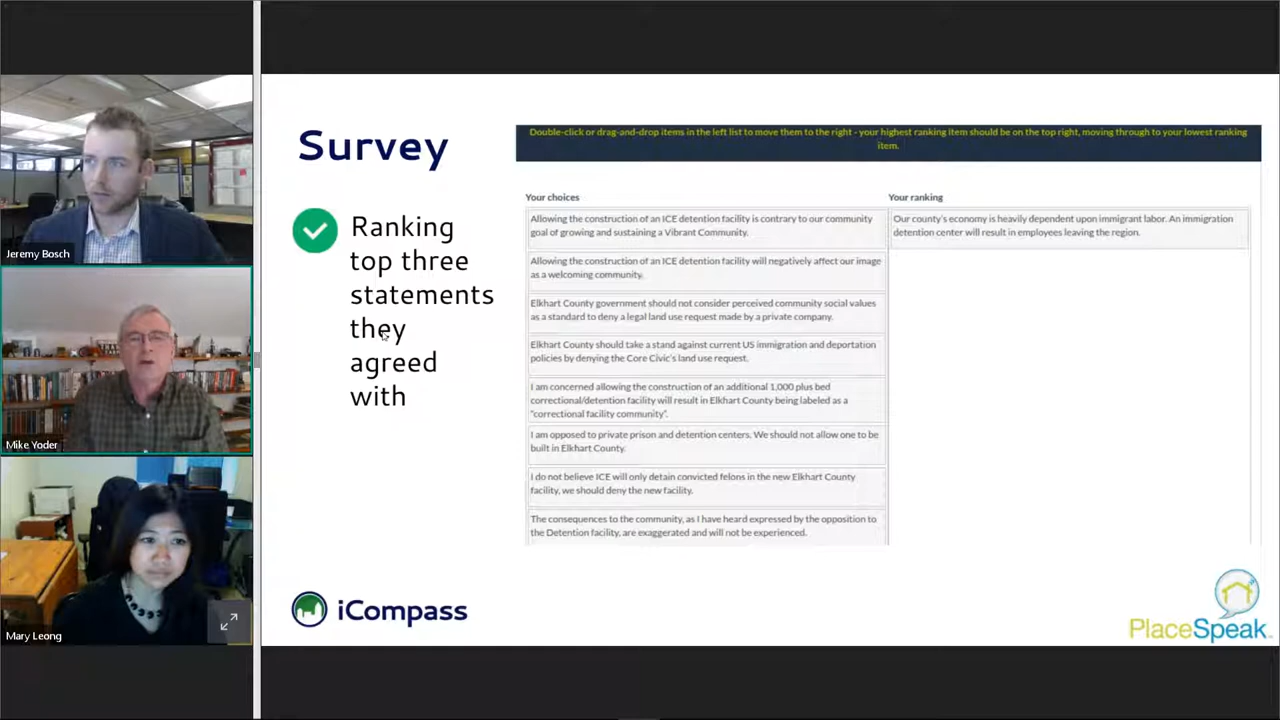 Jeremy Bosch
Mike Yoder
Mary Leong
Survey
Ranking
top three
statements
they
agreed
with
Double-click or drag-and-drop items in the left list to move them to the right - your highest ranking item should be on the top right, moving through to your lowest ranking
item.
Your choices
Your ranking
Allowing the construction of an ICE detention facility is contrary to our community
goal of growing and sustaining a Vibrant Community.
Our county's economy is heavily dependent upon immigrant labor. An immigration
detention center will result in employees leaving the region.
Allowing the construction of an ICE detention facility will negatively affect our image
as a welcoming community.
Elkhart County government should not consider perceived community social values
as a standard to deny a legal land use request made by a private company.
Elkhart County should take a stand against current US immigration and deportation
policies by denying the Core Civic's land use request.
I am concerned allowing the construction of an additional 1,000 plus bed
correctional/detention facility will result in Elkhart County being labeled as a
"correctional facility community".
I am opposed to private prison and detention centers. We should not allow one to be
built in Elkhart County.
I do not believe ICE will only detain convicted felons in the new Elkhart County
facility, we should deny the new facility.
The consequences to the community, as I have heard expressed by the opposition to
the Detention facility, are exaggerated and will not be experienced.
iCompass
PlaceSpeak